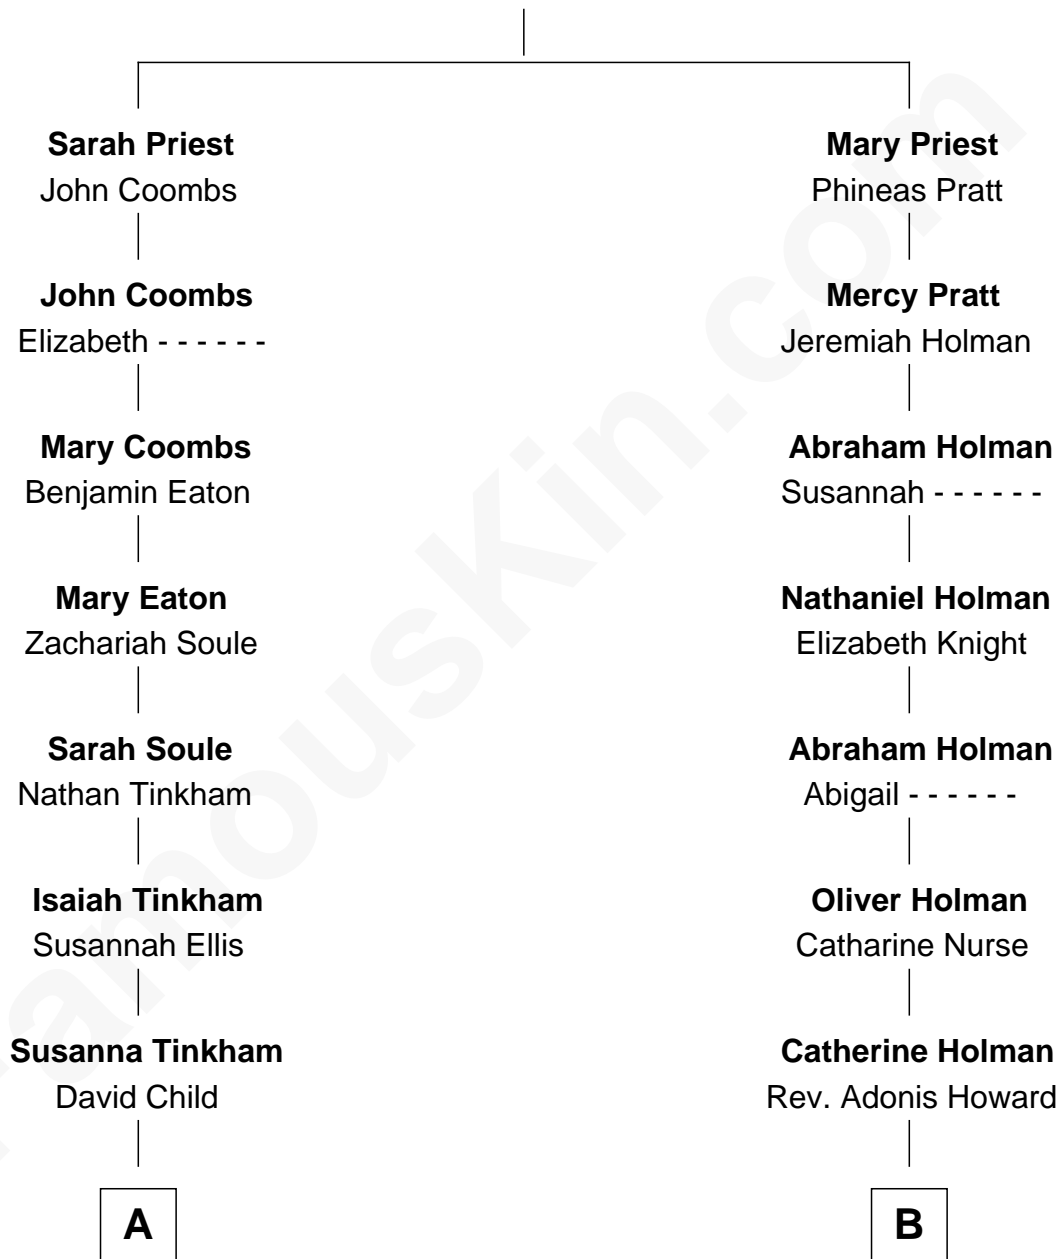 Sarah Priest
John Coombs
John Coombs
Elizabeth - - - - - -
Mary Coombs
Benjamin Eaton
Mary Eaton
Zachariah Soule
Sarah Soule
Nathan Tinkham
Isaiah Tinkham
Susannah Ellis
Susanna Tinkham
David Child
A
Mary Priest
Phineas Pratt
Mercy Pratt
Jeremiah Holman
Abraham Holman
Susannah - - - - - -
Nathaniel Holman
Elizabeth Knight
Abraham Holman
Abigail - - - - - -
Oliver Holman
Catharine Nurse
Catherine Holman
Rev. Adonis Howard
B
FamousKin.com